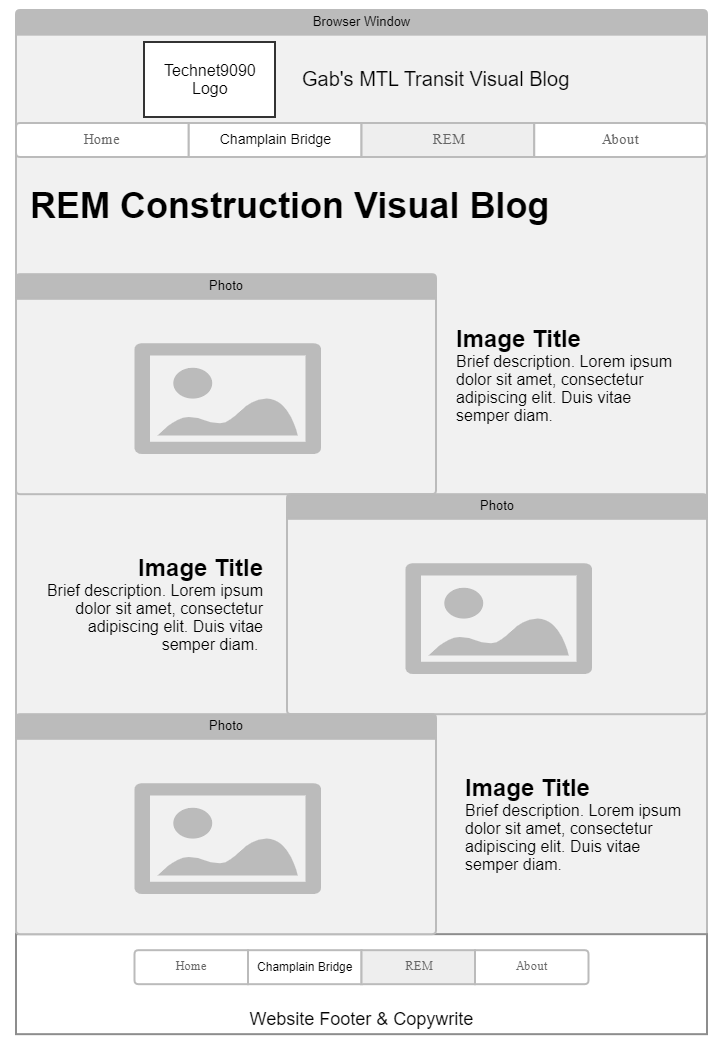 Browser Window
Technet9090
Logo
Gab's MTL Transit Visual Blog
Home
Champlain Bridge
REM
About
REM Construction Visual Blog
Photo
Image Title
Brief description. Lorem ipsum
dolor sit amet, consectetur
adipiscing elit. Duis vitae
semper diam.
Photo
Image Title
Brief description. Lorem ipsum
dolor sit amet, consectetur
adipiscing elit. Duis vitae
semper diam.
Photo
Image Title
Brief description. Lorem ipsum
dolor sit amet, consectetur
adipiscing elit. Duis vitae
semper diam.
Home
Champlain Bridge
REM
About
Website Footer & Copywrite